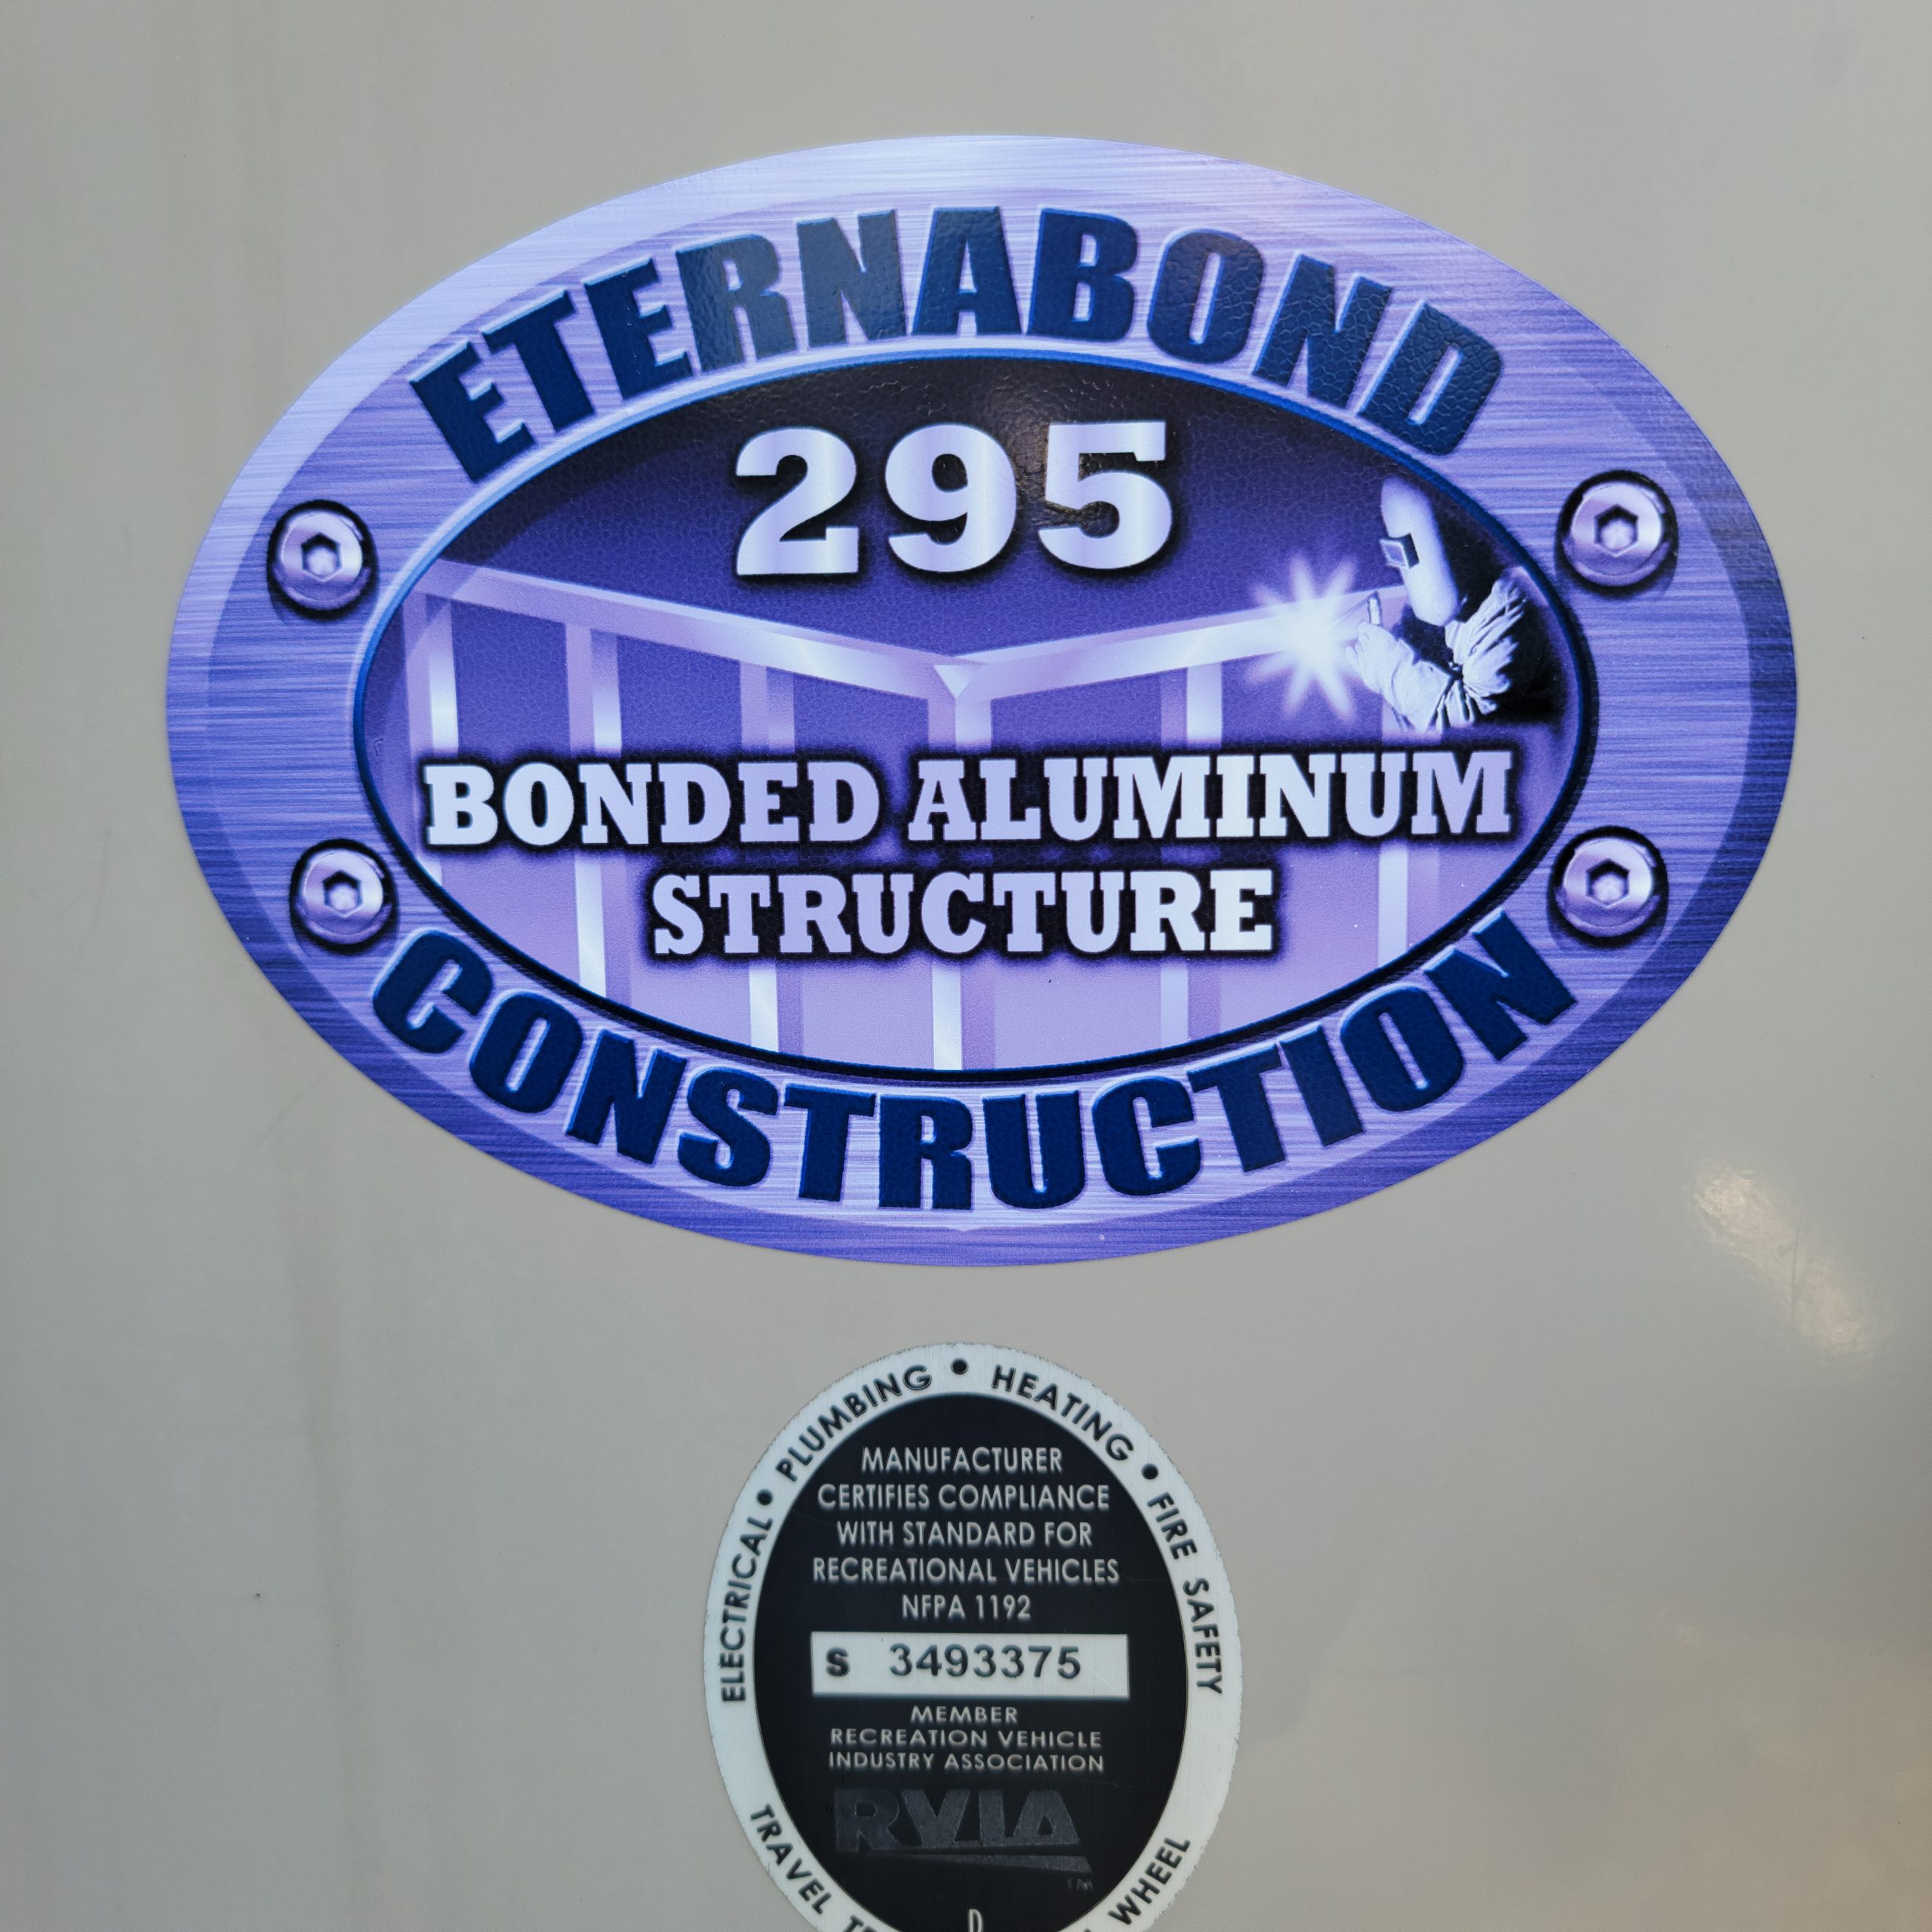 ETERNABOND
295
BONDED ALUMINUM
STRUCTURE
CONSTRUCTION
ELECTRICAL • PLUMBING • HEATING • FIRE SAFETY
MANUFACTURER
CERTIFIES COMPLIANCE
WITH STANDARD FOR
RECREATIONAL VEHICLES
NFPA 1192
S 3493375
MEMBER
RECREATION VEHICLE
INDUSTRY ASSOCIATION
RVIA
TM
TRAVEL
WHEEL